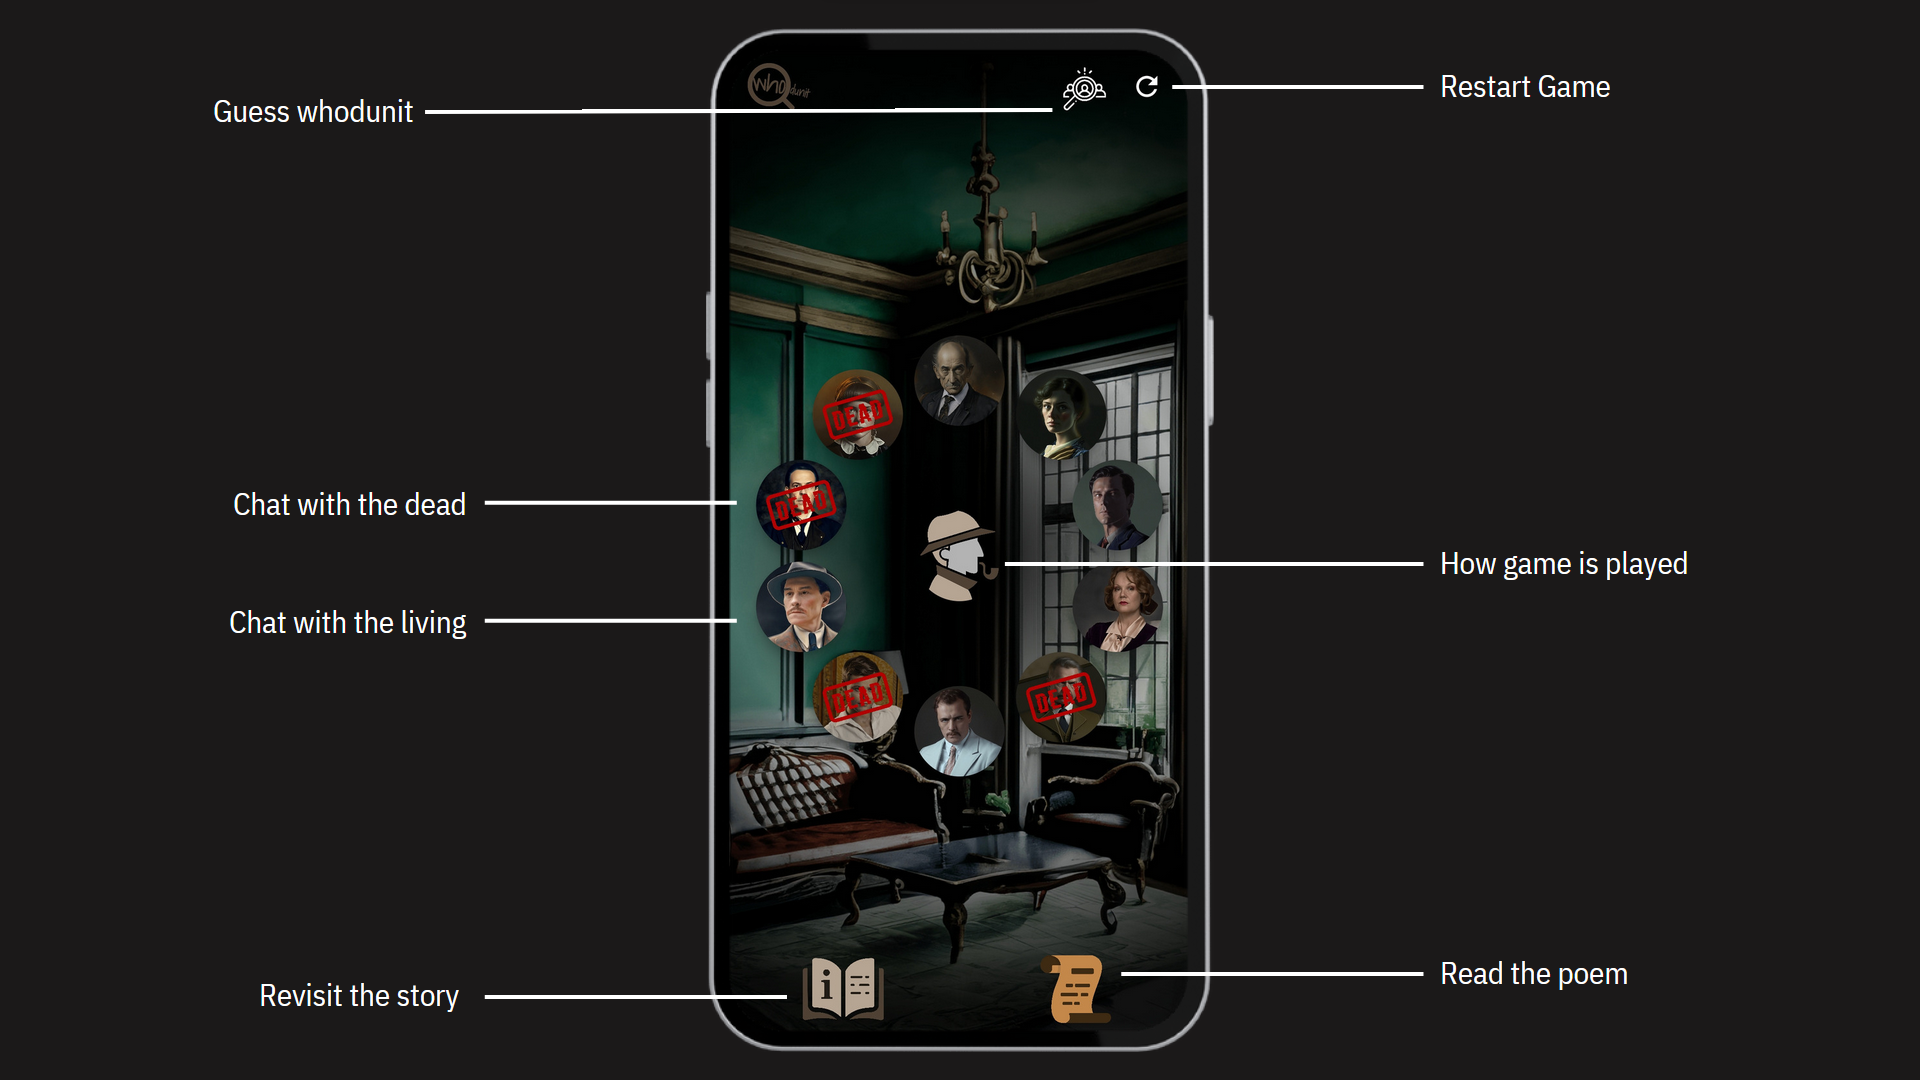 whodunit
Restart Game
Guess whodunit
DEAD
Chat with the dead
DEAD
How game is played
Chat with the living
DEAD
DEAD
Read the poem
Revisit the story
i